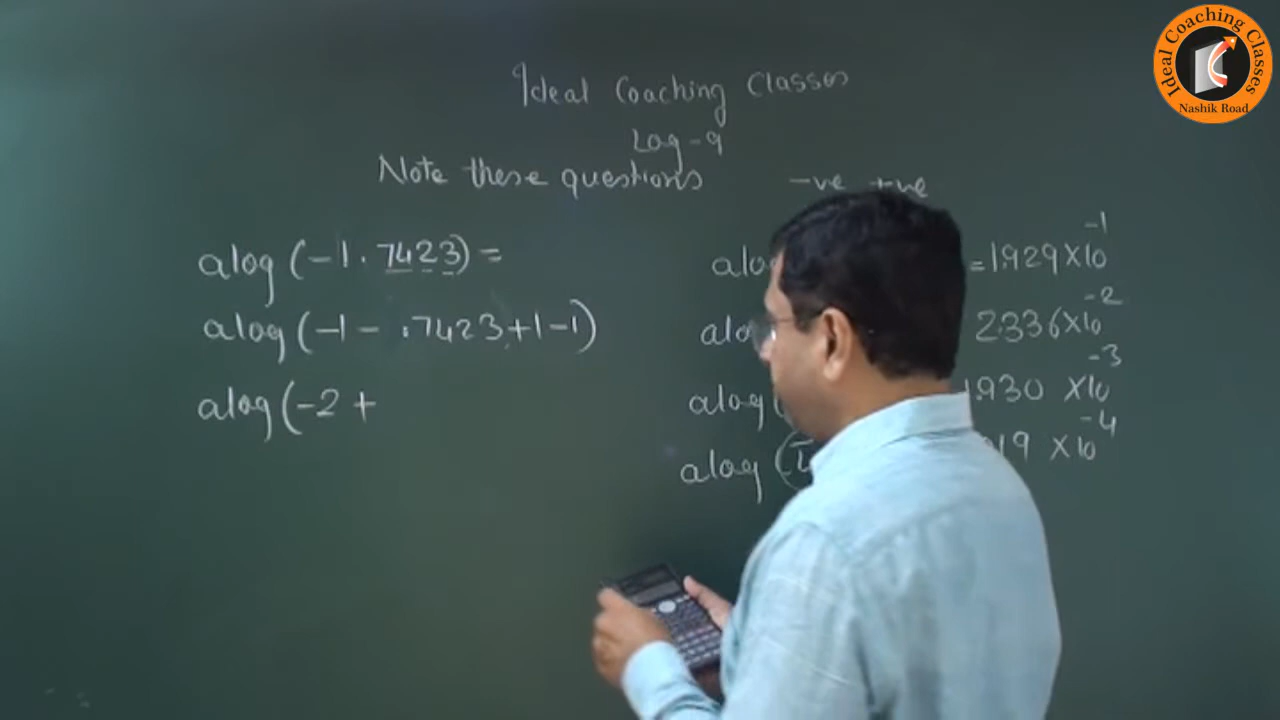 Ideal Coaching Classes
Nashik Road
Ideal Coaching Classes
Log-9
Note these questions
-ve +ve
alog (-1.7423) =
alog (-1 - .7423+1-1)
alog (-2 +
=1.929×10⁻¹
2.336×10⁻²
alog(
.930 ×10⁻³
alog (
19 ×10⁻⁴